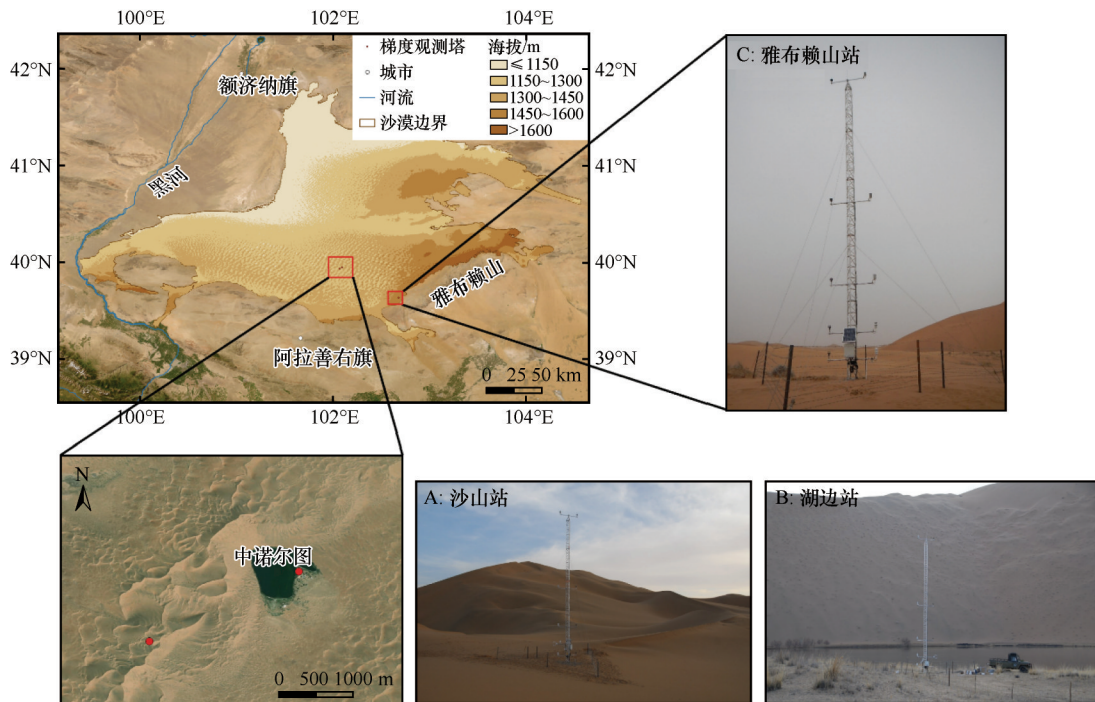 100°E 102°E 104°E
42°N
41°N
40°N
39°N
42°N
41°N
40°N
39°N
100°E 102°E 104°E
梯度观测塔
城市
河流
沙漠边界
海拔/m
≤1150
1150~1300
1300~1450
1450~1600
>1600
额济纳旗
黑河
雅布赖山
阿拉善右旗
0 25 50 km
C: 雅布赖山站
N
中诺尔图
0 500 1000 m
A: 沙山站
B: 湖边站